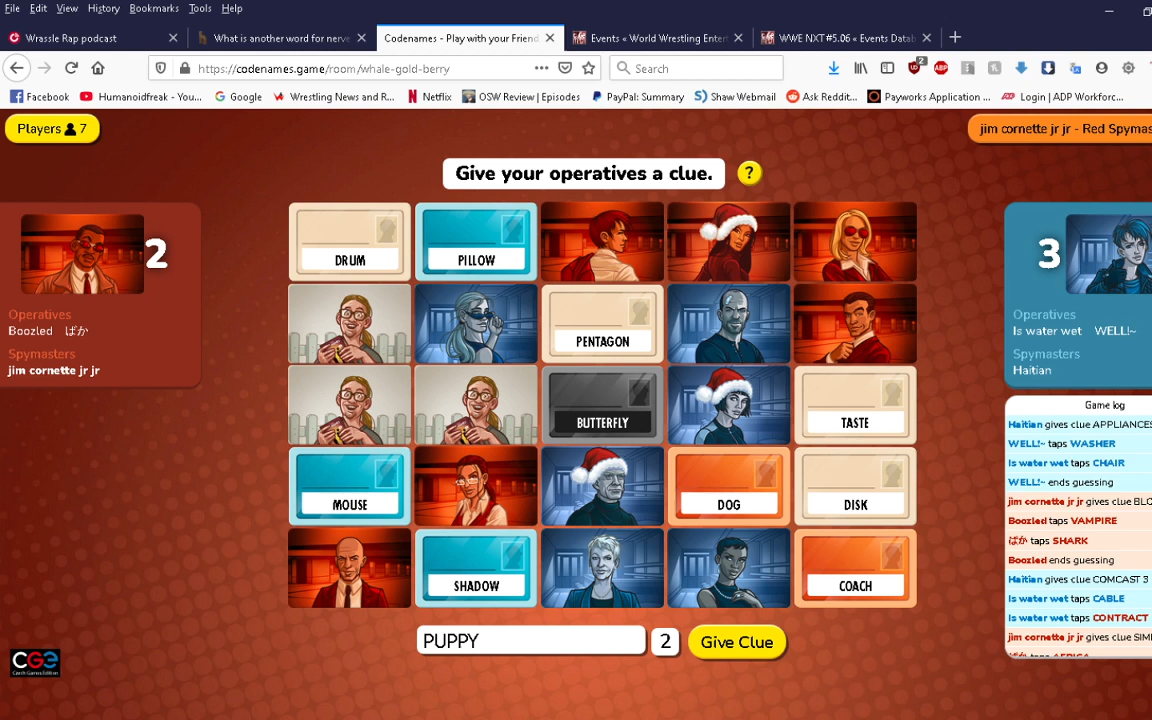 File Edit View History Bookmarks Tools Help
Wrassle Rap podcast
What is another word for nerve
Codenames - Play with your Friend
Events « World Wrestling Enter
WWE NXT #5.06 « Events Datab
https://codenames.game/room/whale-gold-berry
Search
2
Facebook
Humanoidfreak - You...
Google
Wrestling News and R...
Netflix
OSW Review | Episodes
PayPal: Summary
Shaw Webmail
Ask Reddit...
Payworks Application ...
Login | ADP Workforc...
Players 7
jim cornette jr jr - Red Spymas
Give your operatives a clue.
?
2
Operatives
Boozled ばか
Spymasters
jim cornette jr jr
DRUM
PILLOW
PENTAGON
BUTTERFLY
TASTE
MOUSE
DOG
DISK
SHADOW
COACH
PUPPY
2
Give Clue
3
Operatives
Is water wet WELL!~
Spymasters
Haitian
Game log
Haitian gives clue APPLIANCES
WELL!~ taps WASHER
Is water wet taps CHAIR
WELL!~ ends guessing
jim cornette jr jr gives clue BLO
Boozled taps VAMPIRE
ばか taps SHARK
Boozled ends guessing
Haitian gives clue COMCAST 3
Is water wet taps CABLE
Is water wet taps CONTRACT
jim cornette jr jr gives clue SIM
ばか taps AFRICA
CGE
Czech Games Edition